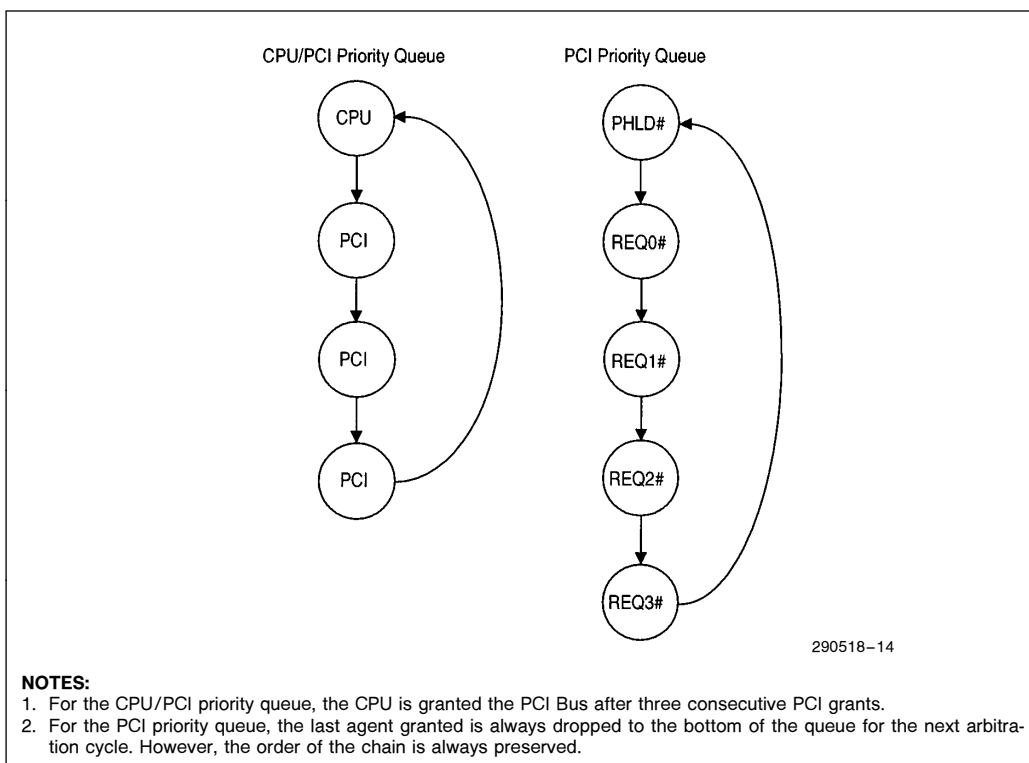 CPU/PCI Priority Queue
CPU
PCI
PCI
PCI
PCI Priority Queue
PHLD#
REQ0#
REQ1#
REQ2#
REQ3#
290518–14
NOTES:
1. For the CPU/PCI priority queue, the CPU is granted the PCI Bus after three consecutive PCI grants.
2. For the PCI priority queue, the last agent granted is always dropped to the bottom of the queue for the next arbitra-
tion cycle. However, the order of the chain is always preserved.